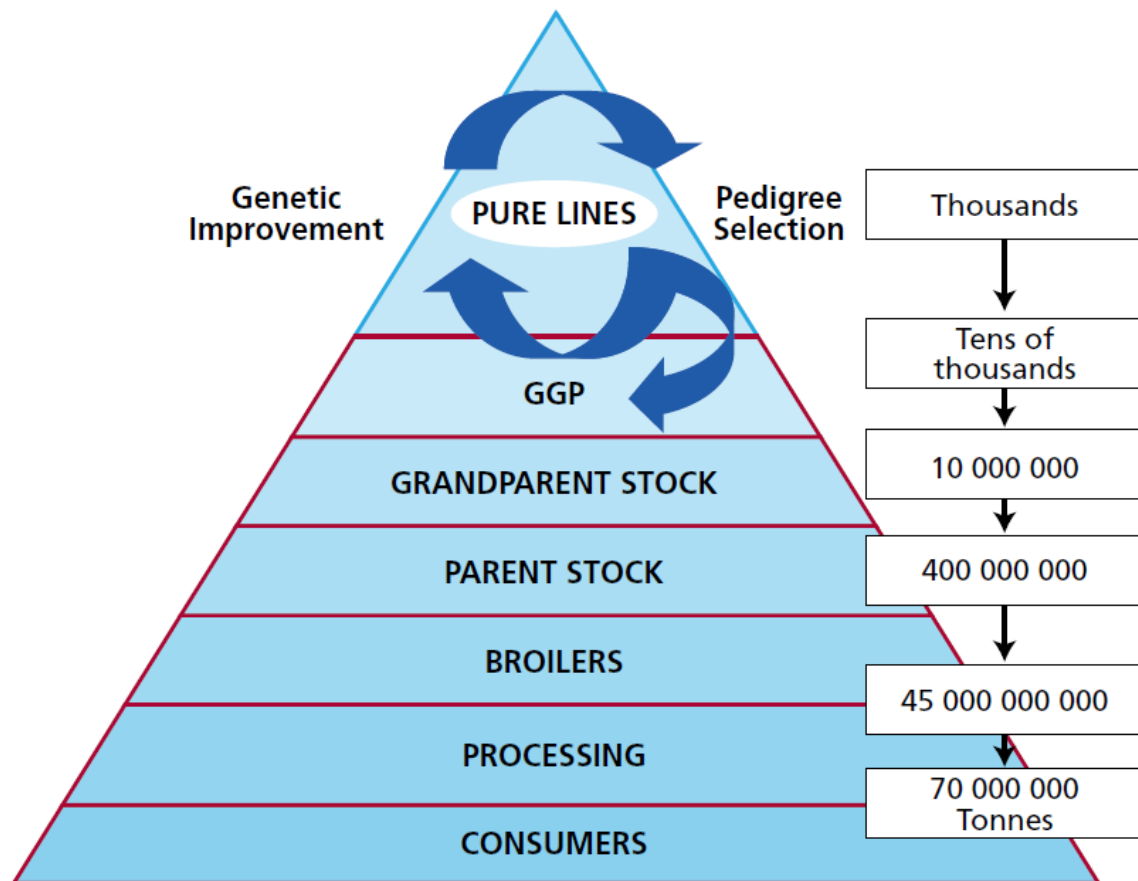 Genetic
Improvement
PURE LINES
Pedigree
Selection
Thousands
Tens of
thousands
GGP
10 000 000
GRANDPARENT STOCK
400 000 000
PARENT STOCK
BROILERS
45 000 000 000
PROCESSING
70 000 000
Tonnes
CONSUMERS